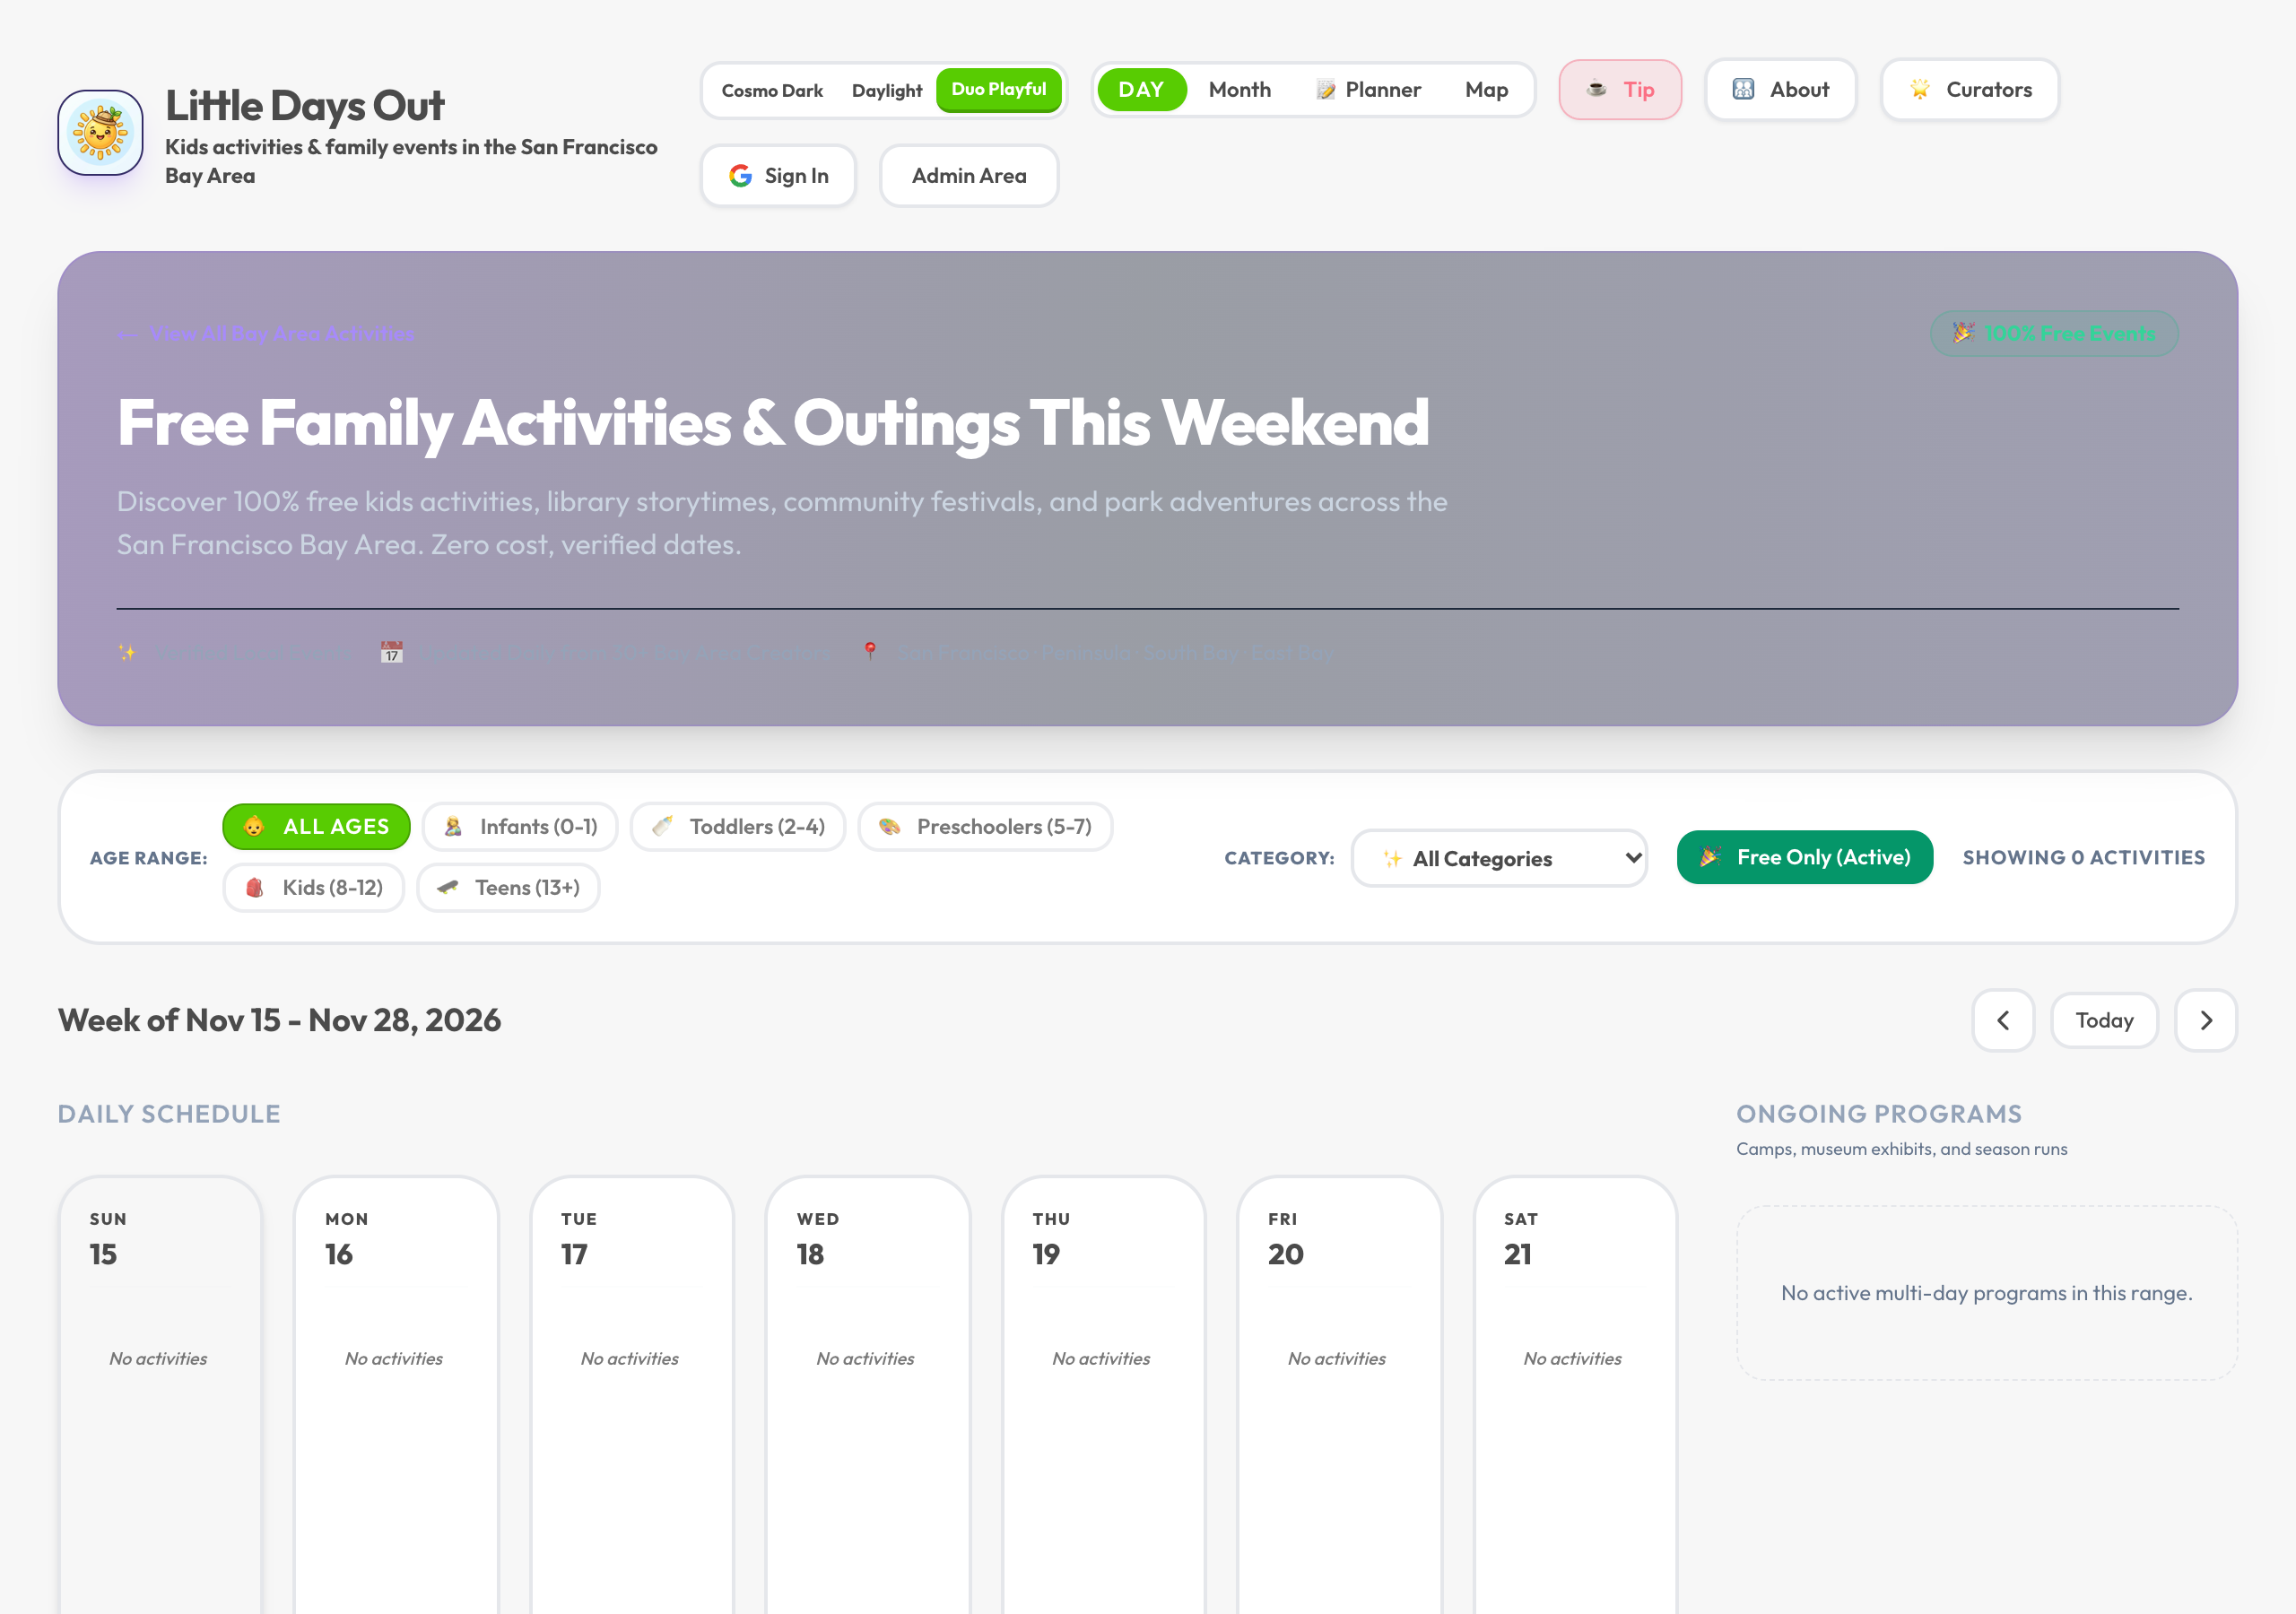 Little Days Out
Kids activities & family events in the San Francisco
Bay Area
Cosmo Dark
Daylight
Duo Playful
DAY
Month
Planner
Map
Tip
About
Curators
Sign In
Admin Area
← View All Bay Area Activities
100% Free Events
Free Family Activities & Outings This Weekend
Discover 100% free kids activities, library storytimes, community festivals, and park adventures across the
San Francisco Bay Area. Zero cost, verified dates.
Bay Area
San Francisco, Peninsula, South Bay, East Bay
AGE RANGE:
ALL AGES
Infants (0-1)
Toddlers (2-4)
Preschoolers (5-7)
Kids (8-12)
Teens (13+)
CATEGORY:
All Categories
Free Only (Active)
SHOWING 0 ACTIVITIES
Week of Nov 15 - Nov 28, 2026
Today
DAILY SCHEDULE
ONGOING PROGRAMS
Camps, museum exhibits, and season runs
SUN
15
No activities
MON
16
No activities
TUE
17
No activities
WED
18
No activities
THU
19
No activities
FRI
20
No activities
SAT
21
No activities
No active multi-day programs in this range.